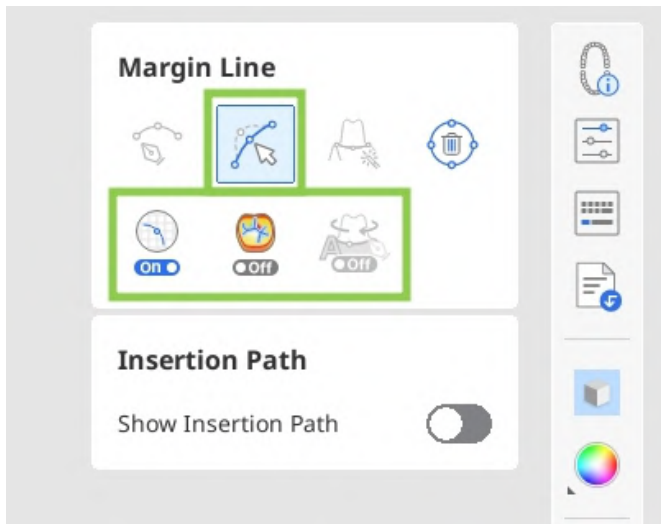 Margin Line
On
Off
A
Off
Insertion Path
Show Insertion Path